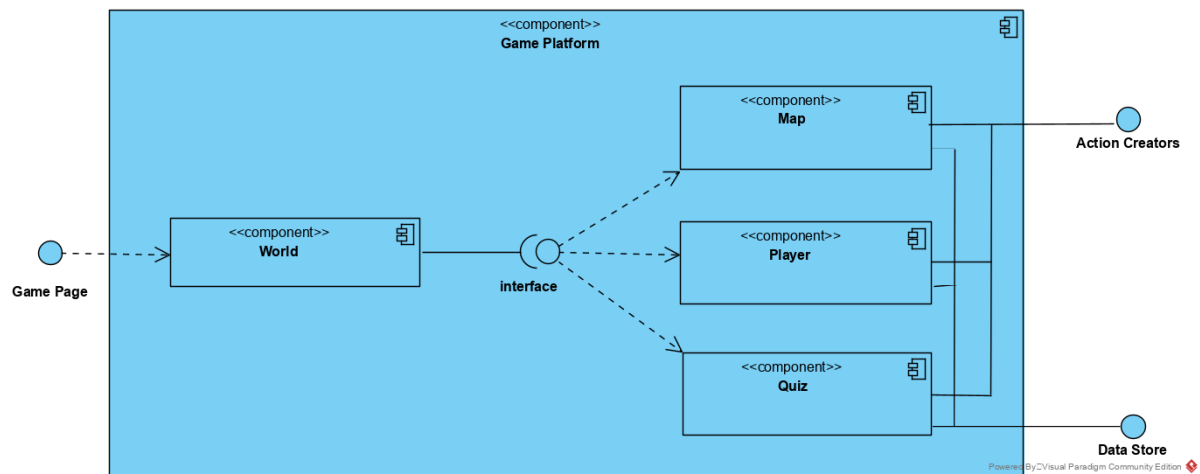 <<component>>
Game Platform
<<component>>
Map
Action Creators
<<component>>
World
Game Page
interface
<<component>>
Player
<<component>>
Quiz
Data Store
Powered By Visual Paradigm Community Edition